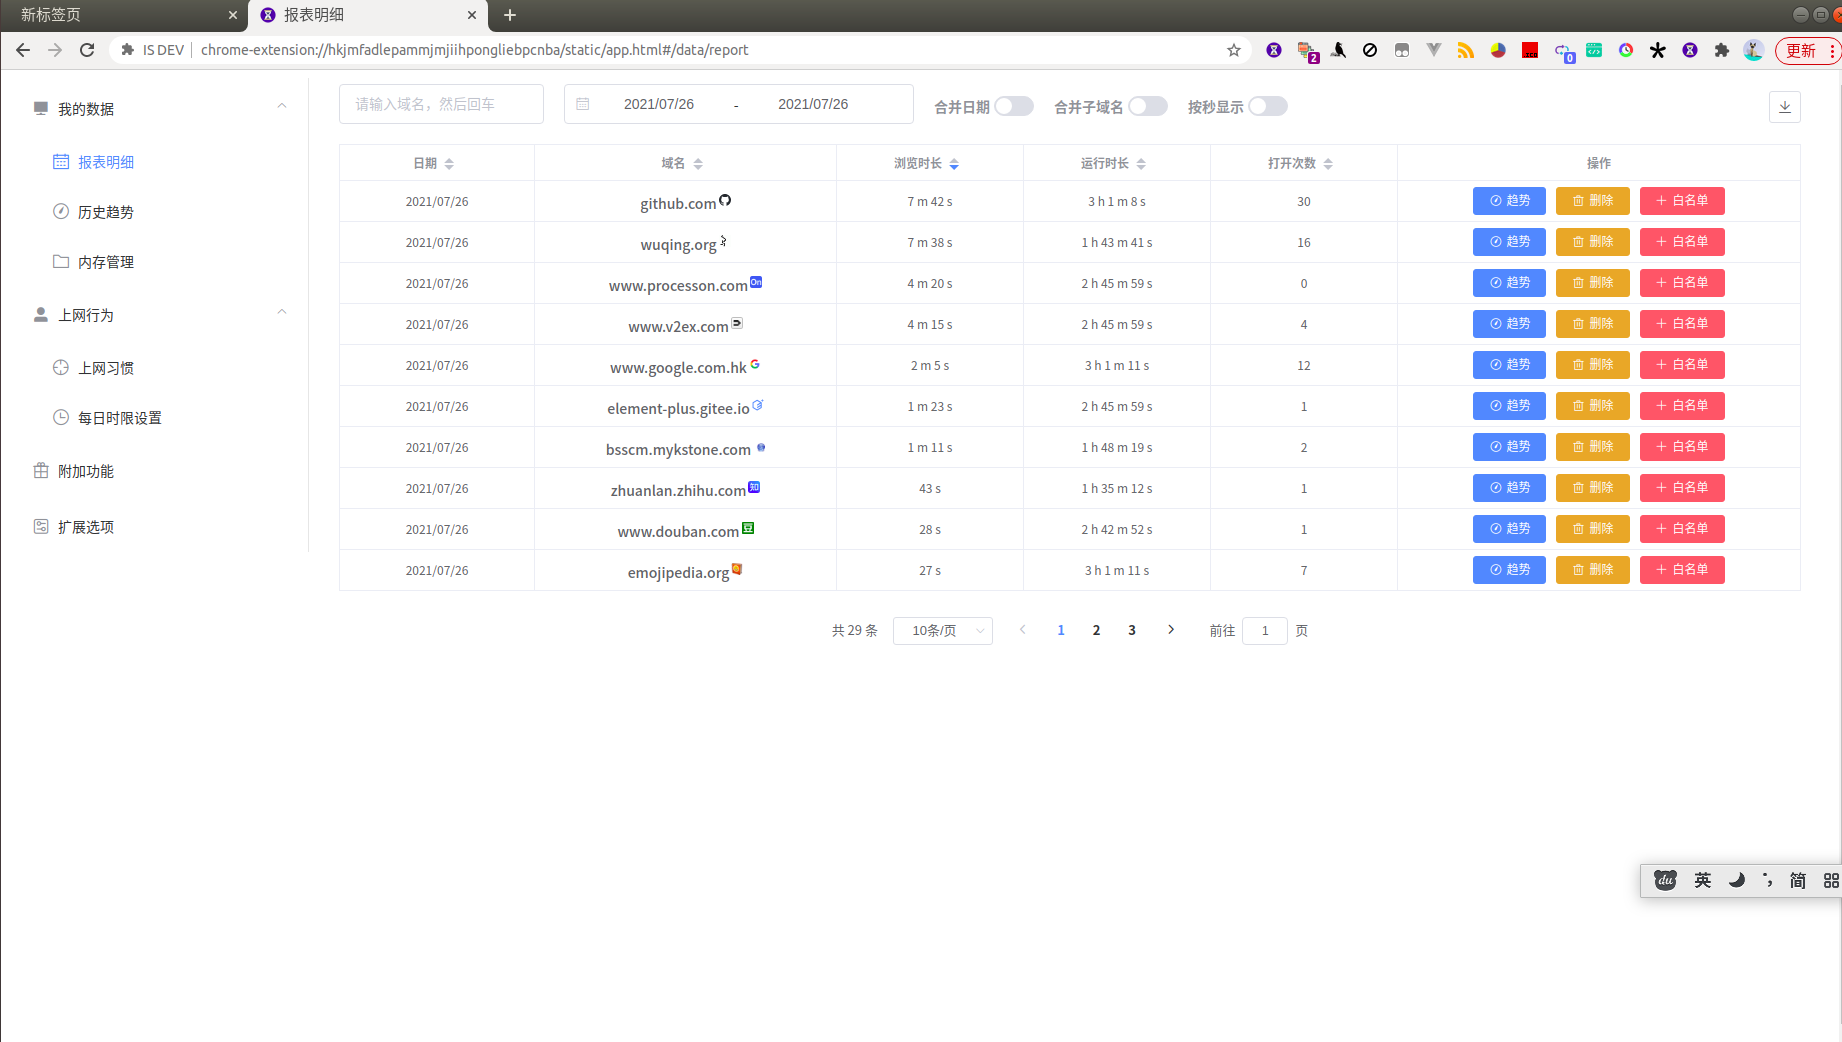 新标签页
报表明细
IS DEV chrome-extension://hkjmfadlepammjmjiihpongliebpcnba/static/app.html#/data/report
2
0
更新
我的数据
报表明细
历史趋势
内存管理
上网行为
上网习惯
每日时限设置
附加功能
扩展选项
请输入域名，然后回车 2021/07/26 - 2021/07/26 合并日期 合并子域名 按秒显示
日期 域名 浏览时长 运行时长 打开次数 操作
2021/07/26 github.com 7 m 42 s 3 h 1 m 8 s 30 趋势 删除 白名单
2021/07/26 wuqing.org 7 m 38 s 1 h 43 m 41 s 16 趋势 删除 白名单
2021/07/26 www.processon.com On 4 m 20 s 2 h 45 m 59 s 0 趋势 删除 白名单
2021/07/26 www.v2ex.com 4 m 15 s 2 h 45 m 59 s 4 趋势 删除 白名单
2021/07/26 www.google.com.hk G 2 m 5 s 3 h 1 m 11 s 12 趋势 删除 白名单
2021/07/26 element-plus.gitee.io 1 m 23 s 2 h 45 m 59 s 1 趋势 删除 白名单
2021/07/26 bsscm.mykstone.com 1 m 11 s 1 h 48 m 19 s 2 趋势 删除 白名单
2021/07/26 zhuanlan.zhihu.com 知 43 s 1 h 35 m 12 s 1 趋势 删除 白名单
2021/07/26 www.douban.com 豆 28 s 2 h 42 m 52 s 1 趋势 删除 白名单
2021/07/26 emojipedia.org 27 s 3 h 1 m 11 s 7 趋势 删除 白名单
共 29 条 10条/页 1 2 3 前往 1 页
du 英 简